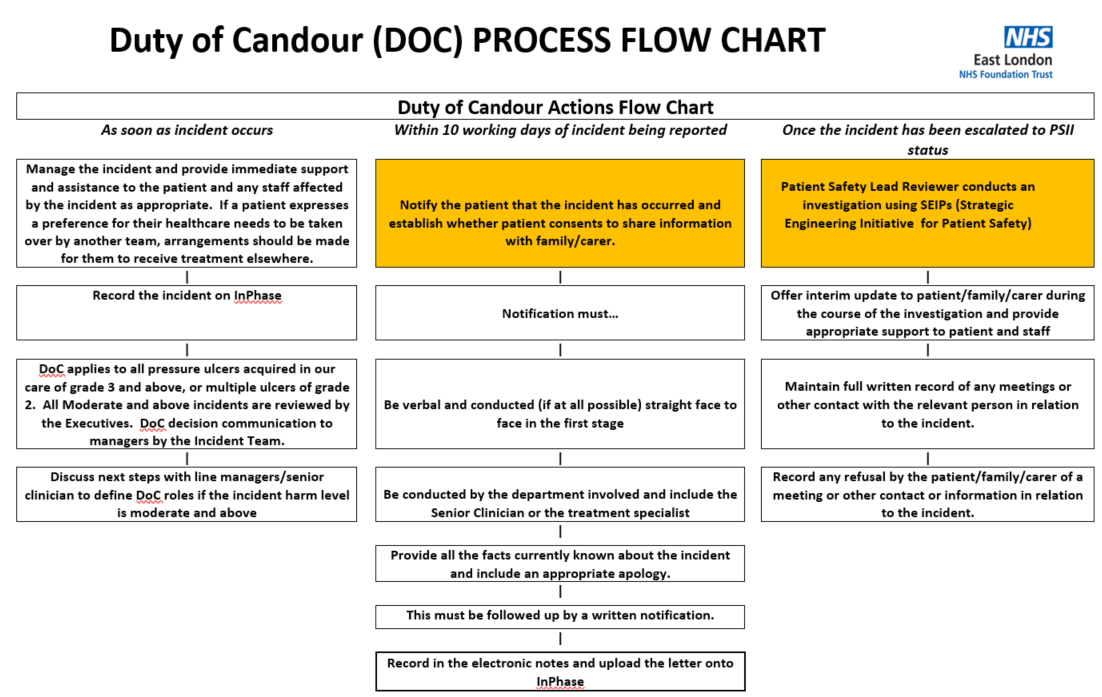 Duty of Candour (DOC) PROCESS FLOW CHART
NHS
East London
NHS Foundation Trust
Duty of Candour Actions Flow Chart
As soon as incident occurs
Manage the incident and provide immediate support
and assistance to the patient and any staff affected
by the incident as appropriate. If a patient expresses
a preference for their healthcare needs to be taken
over by another team, arrangements should be made
for them to receive treatment elsewhere.
Record the incident on InPhase
DoC applies to all pressure ulcers acquired in our
care of grade 3 and above, or multiple ulcers of grade
2. All Moderate and above incidents are reviewed by
the Executives. DoC decision communication to
managers by the Incident Team.
Discuss next steps with line managers/senior
clinician to define DoC roles if the incident harm level
is moderate and above
Within 10 working days of incident being reported
Notify the patient that the incident has occurred and
establish whether patient consents to share information
with family/carer.
Notification must...
Be verbal and conducted (if at all possible) straight face to
face in the first stage
Be conducted by the department involved and include the
Senior Clinician or the treatment specialist
Provide all the facts currently known about the incident
and include an appropriate apology.
This must be followed up by a written notification.
Record in the electronic notes and upload the letter onto
InPhase
Once the incident has been escalated to PSII
status
Patient Safety Lead Reviewer conducts an
investigation using SEIPs (Strategic
Engineering Initiative for Patient Safety)
Offer interim update to patient/family/carer during
the course of the investigation and provide
appropriate support to patient and staff
Maintain full written record of any meetings or
other contact with the relevant person in relation
to the incident.
Record any refusal by the patient/family/carer of a
meeting or other contact or information in relation
to the incident.